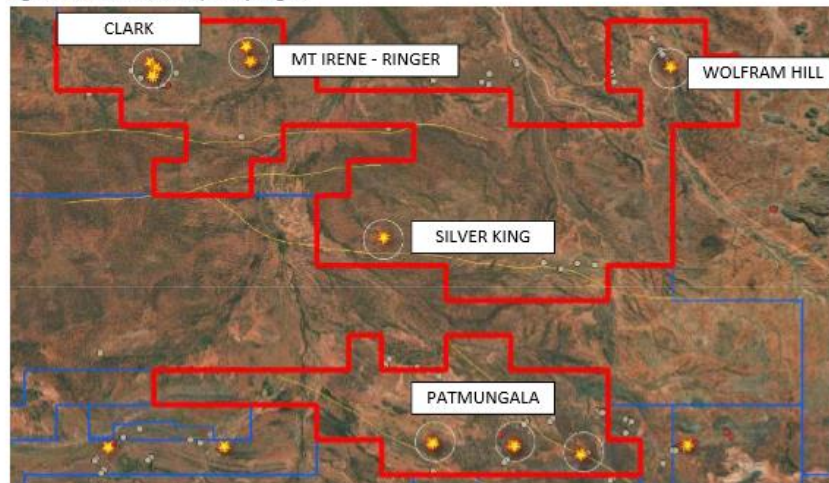 CLARK
MT IRENE - RINGER
WOLFRAM HILL
SILVER KING
PATMUNGALA